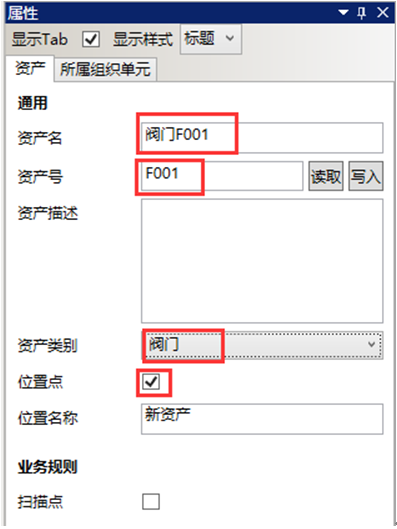 属性
显示Tab 显示样式 标题
资产 所属组织单元
通用
资产名 阀门F001
资产号 F001 读取 写入
资产描述
资产类别 阀门
位置点
位置名称 新资产
业务规则
扫描点